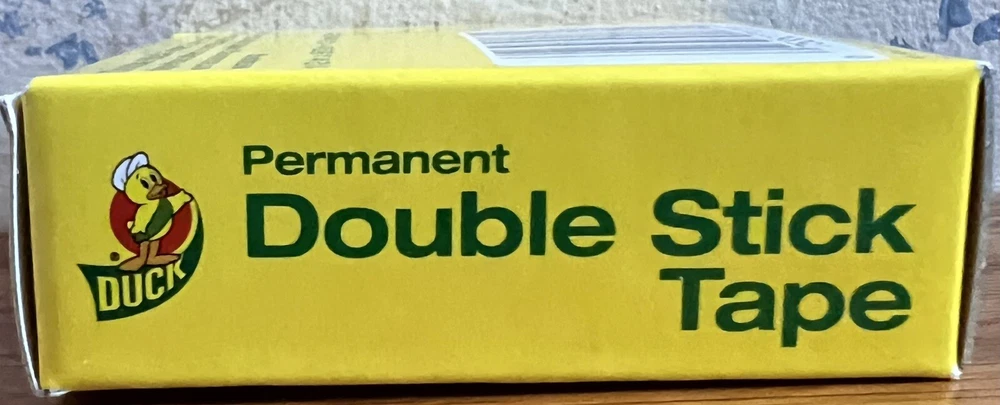 Permanent
Double Stick
Tape
DUCK
®